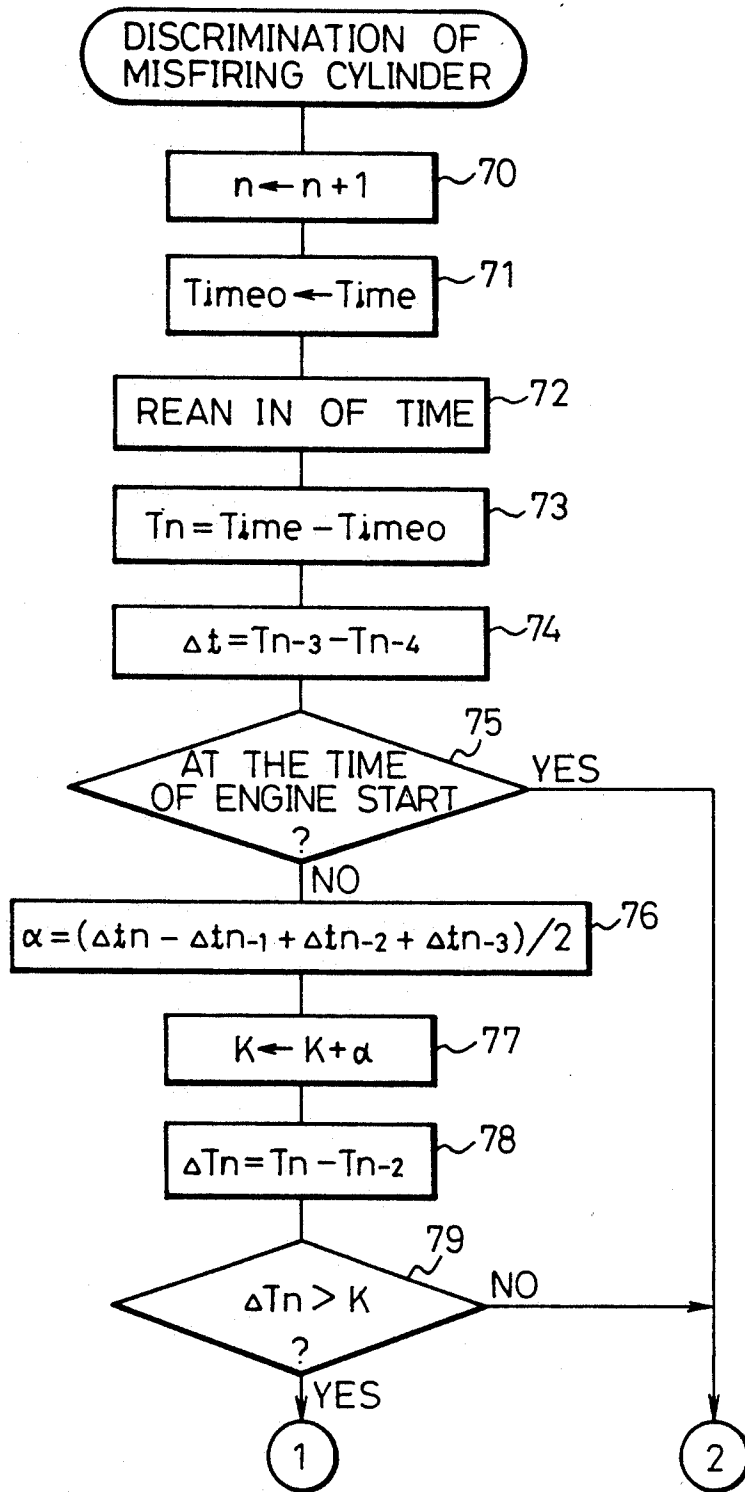 DISCRIMINATION OF
MISFIRING CYLINDER
n←n+1
70
Timeo←Time
71
REAN IN OF TIME
72
Tn=Time-Timeo
73
Δt=Tn-3-Tn-4
74
75
AT THE TIME
OF ENGINE START
?
YES
NO
76
α=(Δtn-Δtn-1+Δtn-2+Δtn-3)/2
K←K+α
77
ΔTn=Tn-Tn-2
78
79
ΔTn>K
?
NO
YES
1
2